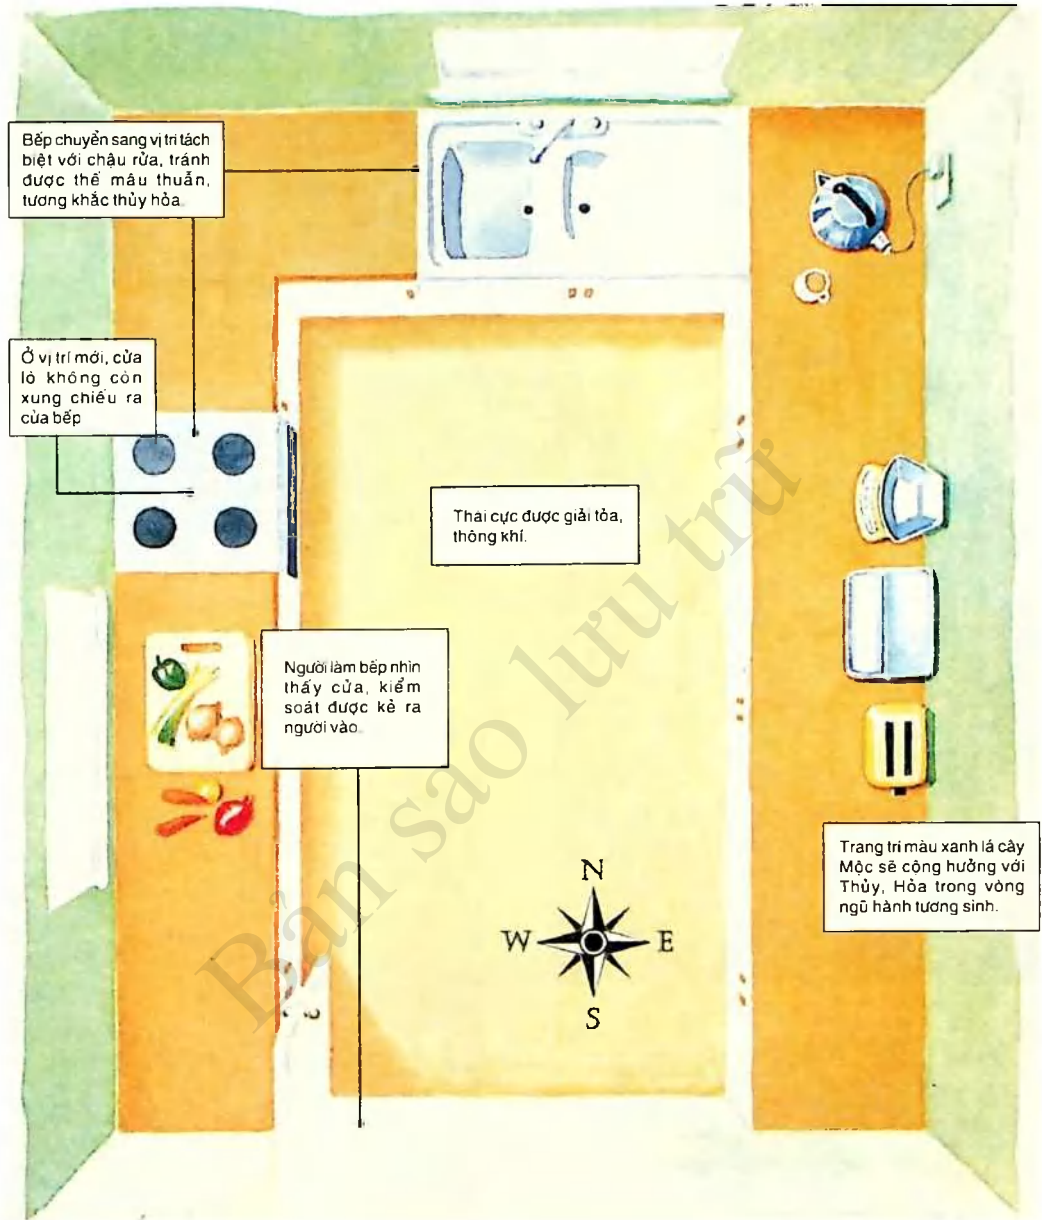 Bếp chuyển sang vị trí tách
biệt với chậu rửa, tránh
được thế mâu thuẫn,
tương khắc thủy hỏa.
Ở vị trí mới, cửa
lò không còn
xung chiếu ra
cửa bếp
Thái cực được giải tỏa,
thông khí.
Người làm bếp nhìn
thấy cửa, kiểm
soát được kẻ ra
người vào.
Trang trí màu xanh lá cây
Mộc sẽ cộng hưởng với
Thủy, Hỏa trong vòng
ngũ hành tương sinh.
N
W E
S
Bản sao lưu trữ